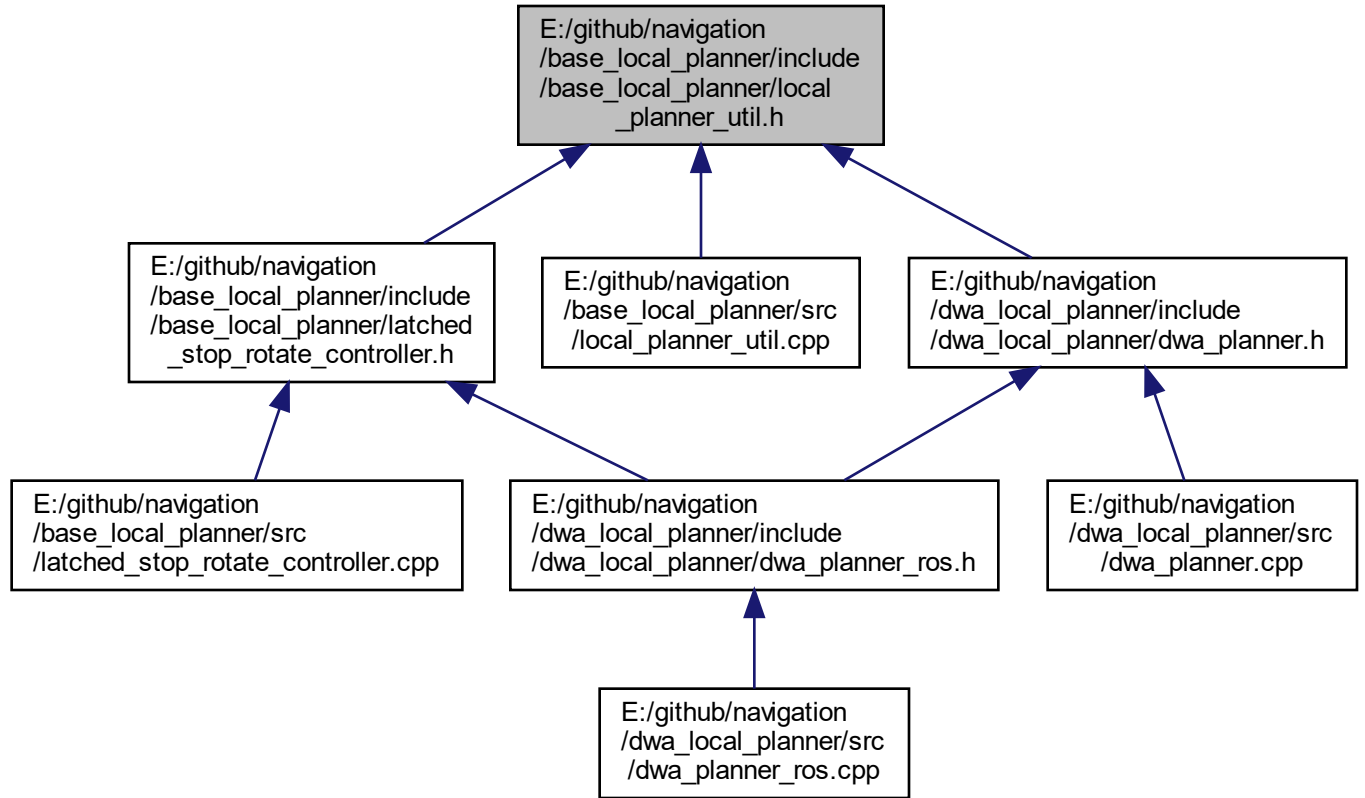 E:/github/navigation
/base_local_planner/include
/base_local_planner/local
_planner_util.h
E:/github/navigation
/base_local_planner/include
/base_local_planner/latched
_stop_rotate_controller.h
E:/github/navigation
/base_local_planner/src
/local_planner_util.cpp
E:/github/navigation
/dwa_local_planner/include
/dwa_local_planner/dwa_planner.h
E:/github/navigation
/base_local_planner/src
/latched_stop_rotate_controller.cpp
E:/github/navigation
/dwa_local_planner/include
/dwa_local_planner/dwa_planner_ros.h
E:/github/navigation
/dwa_local_planner/src
/dwa_planner.cpp
E:/github/navigation
/dwa_local_planner/src
/dwa_planner_ros.cpp